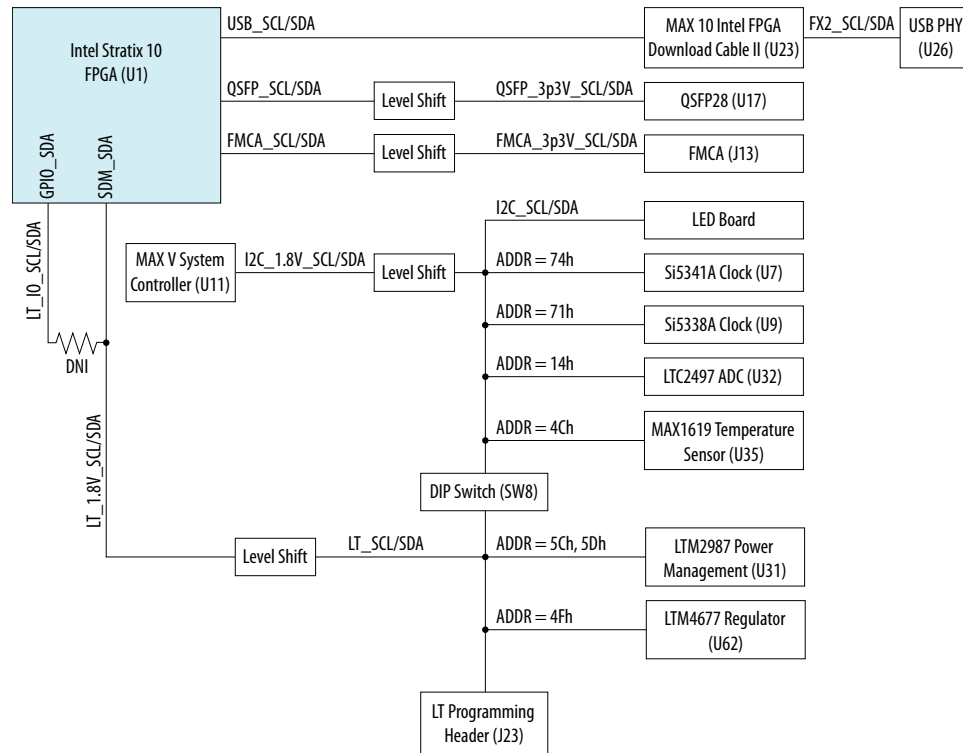 USB_SCL/SDA
MAX 10 Intel FPGA
Download Cable II (U23)
FX2_SCL/SDA
USB PHY
(U26)
Intel Stratix 10
FPGA (U1)
QSFP_SCL/SDA
Level Shift
QSFP_3p3V_SCL/SDA
QSFP28 (U17)
FMCA_SCL/SDA
Level Shift
FMCA_3p3V_SCL/SDA
FMCA (J13)
GPIO_SDA
SDM_SDA
LT_IO_SCL/SDA
DNI
LT_1.8V_SCL/SDA
I2C_SCL/SDA
LED Board
MAX V System
Controller (U11)
I2C_1.8V_SCL/SDA
Level Shift
ADDR = 74h
Si5341A Clock (U7)
ADDR = 71h
Si5338A Clock (U9)
ADDR = 14h
LTC2497 ADC (U32)
ADDR = 4Ch
MAX1619 Temperature
Sensor (U35)
DIP Switch (SW8)
Level Shift
LT_SCL/SDA
ADDR = 5Ch, 5Dh
LTM2987 Power
Management (U31)
ADDR = 4Fh
LTM4677 Regulator
(U62)
LT Programming
Header (J23)